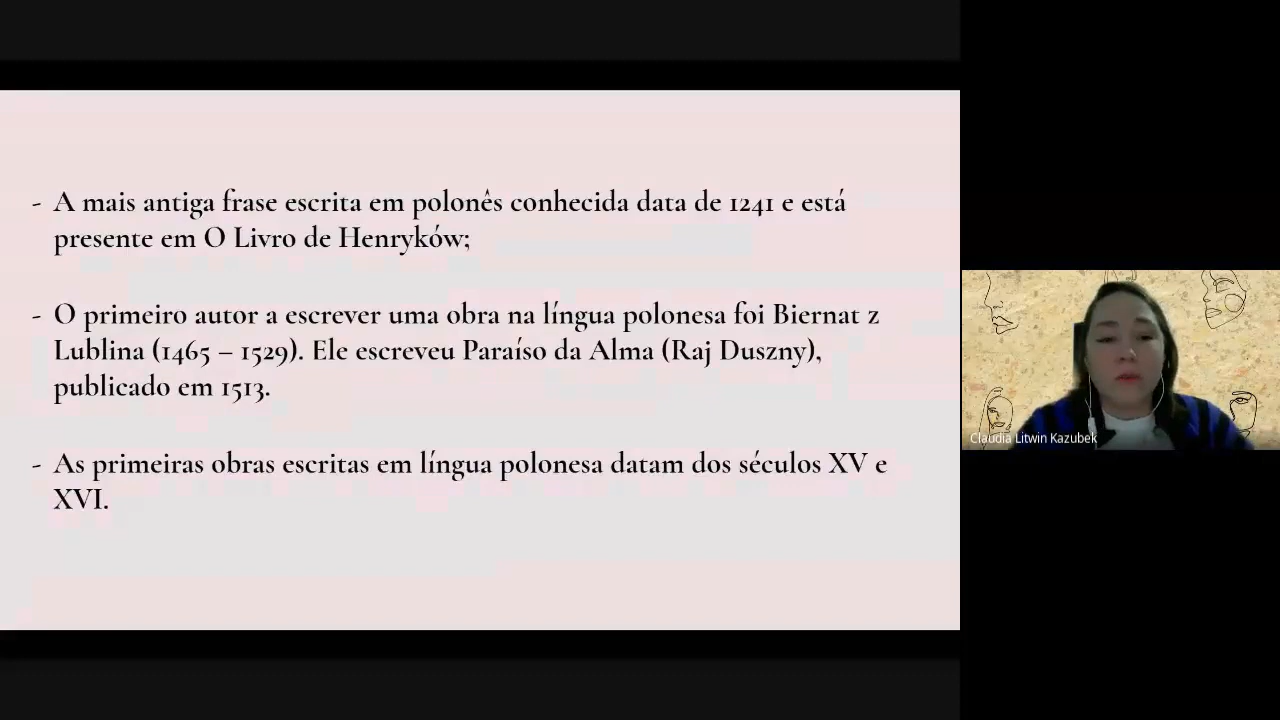 - A mais antiga frase escrita em polonês conhecida data de 1241 e está
presente em O Livro de Henryków;
- O primeiro autor a escrever uma obra na língua polonesa foi Biernat z
Lublina (1465 – 1529). Ele escreveu Paraíso da Alma (Raj Duszny),
publicado em 1513.
- As primeiras obras escritas em língua polonesa datam dos séculos XV e
XVI.
Claudia Litwin Kazubek